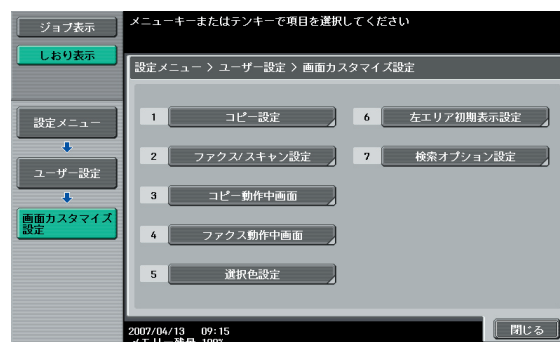 ジョブ表示
メニューキーまたはテンキーで項目を選択してください
しおり表示
設定メニュー > ユーザー設定 > 画面カスタマイズ設定
設定メニュー
ユーザー設定
画面カスタマイズ
設定
1 コピー設定
2 ファクス/スキャン設定
3 コピー動作中画面
4 ファクス動作中画面
5 選択色設定
6 左エリア初期表示設定
7 検索オプション設定
2007/04/13 09:15
メモリー残量 100%
閉じる